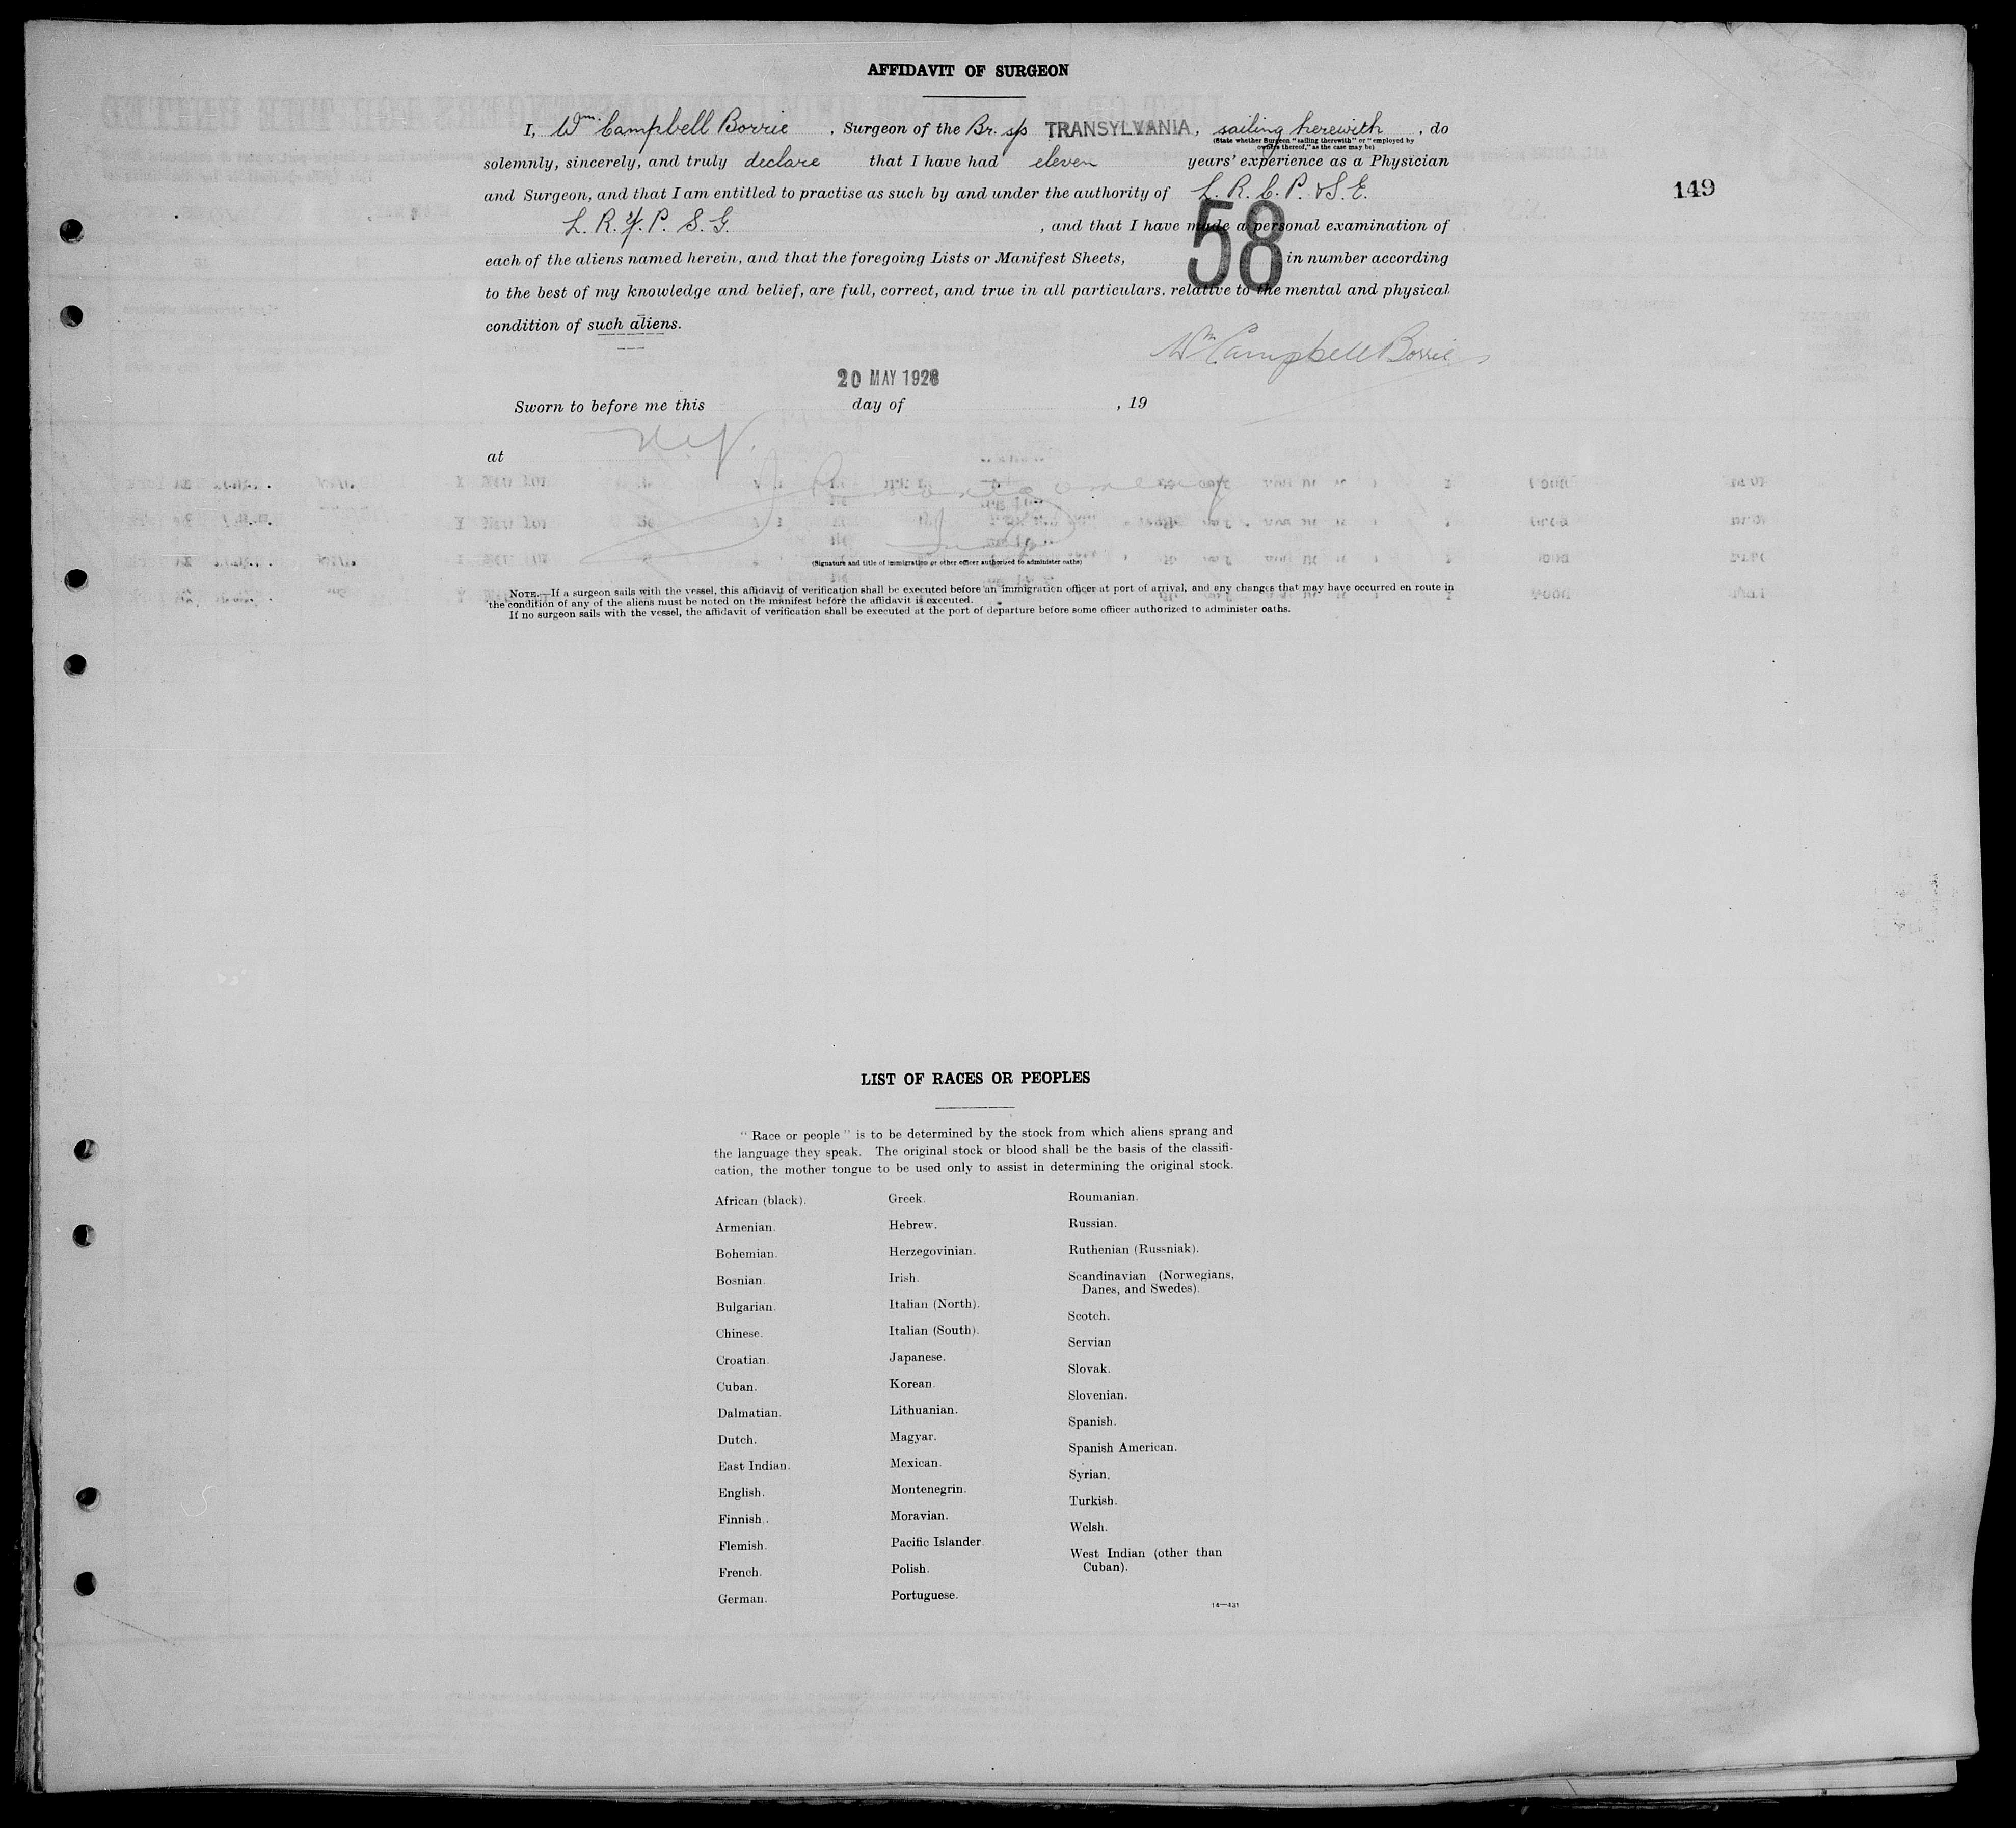 AFFIDAVIT OF SURGEON
I, Wm. Campbell Borrie, Surgeon of the Br. s/s TRANSYLVANIA, sailing herewith, do
(State whether Surgeon "sailing therewith" or "employed by
owners thereof," as the case may be)
solemnly, sincerely, and truly declare that I have had eleven years' experience as a Physician
and Surgeon, and that I am entitled to practise as such by and under the authority of L. R. C. P. & S. E.
149
L. R. F. P. S. G. , and that I have made a personal examination of
each of the aliens named herein, and that the foregoing Lists or Manifest Sheets, 58 in number according
to the best of my knowledge and belief, are full, correct, and true in all particulars. relative to the mental and physical
condition of such aliens.
Wm Campbell Borrie
20 MAY 1928
Sworn to before me this day of , 19
at N.Y.
(Signature and title of immigration or other officer authorized to administer oaths)
NOTE.—If a surgeon sails with the vessel, this affidavit of verification shall be executed before an immigration officer at port of arrival, and any changes that may have occurred en route in
the condition of any of the aliens must be noted on the manifest before the affidavit is executed.
If no surgeon sails with the vessel, the affidavit of verification shall be executed at the port of departure before some officer authorized to administer oaths.
LIST OF RACES OR PEOPLES
"Race or people" is to be determined by the stock from which aliens sprang and
the language they speak. The original stock or blood shall be the basis of the classifi-
cation, the mother tongue to be used only to assist in determining the original stock.
African (black).
Armenian.
Bohemian.
Bosnian.
Bulgarian.
Chinese.
Croatian.
Cuban.
Dalmatian.
Dutch.
East Indian.
English.
Finnish.
Flemish.
French.
German.
Greek.
Hebrew.
Herzegovinian.
Irish.
Italian (North).
Italian (South).
Japanese.
Korean.
Lithuanian.
Magyar.
Mexican.
Montenegrin.
Moravian.
Pacific Islander.
Polish.
Portuguese.
Roumanian.
Russian.
Ruthenian (Russniak).
Scandinavian (Norwegians,
Danes, and Swedes).
Scotch.
Servian
Slovak.
Slovenian.
Spanish.
Spanish American.
Syrian.
Turkish.
Welsh.
West Indian (other than
Cuban).
14—431